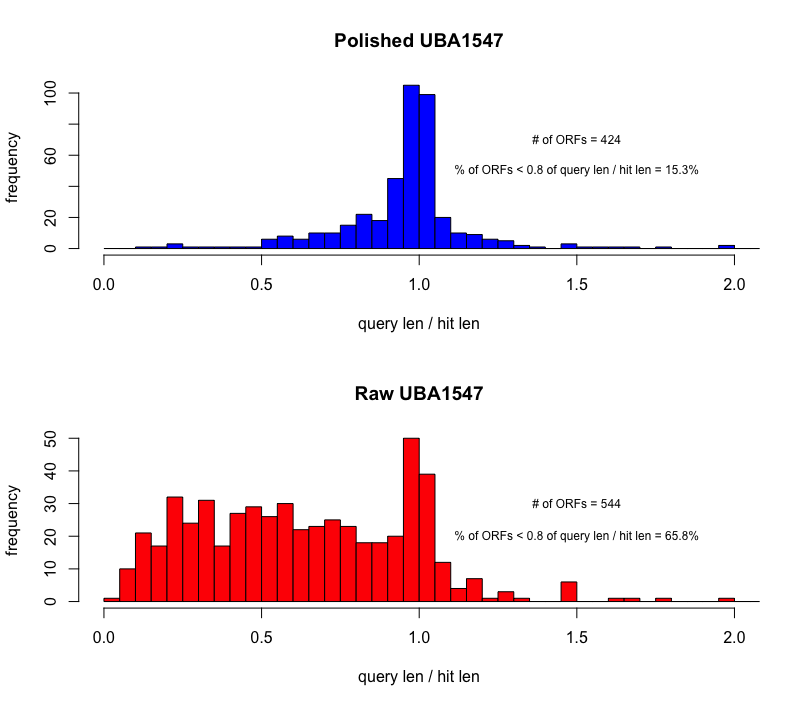 Polished UBA1547
frequency
100
60
20
0
# of ORFs = 424
% of ORFs < 0.8 of query len / hit len = 15.3%
0.0 0.5 1.0 1.5 2.0
query len / hit len
Raw UBA1547
frequency
50
40
30
20
10
0
# of ORFs = 544
% of ORFs < 0.8 of query len / hit len = 65.8%
0.0 0.5 1.0 1.5 2.0
query len / hit len